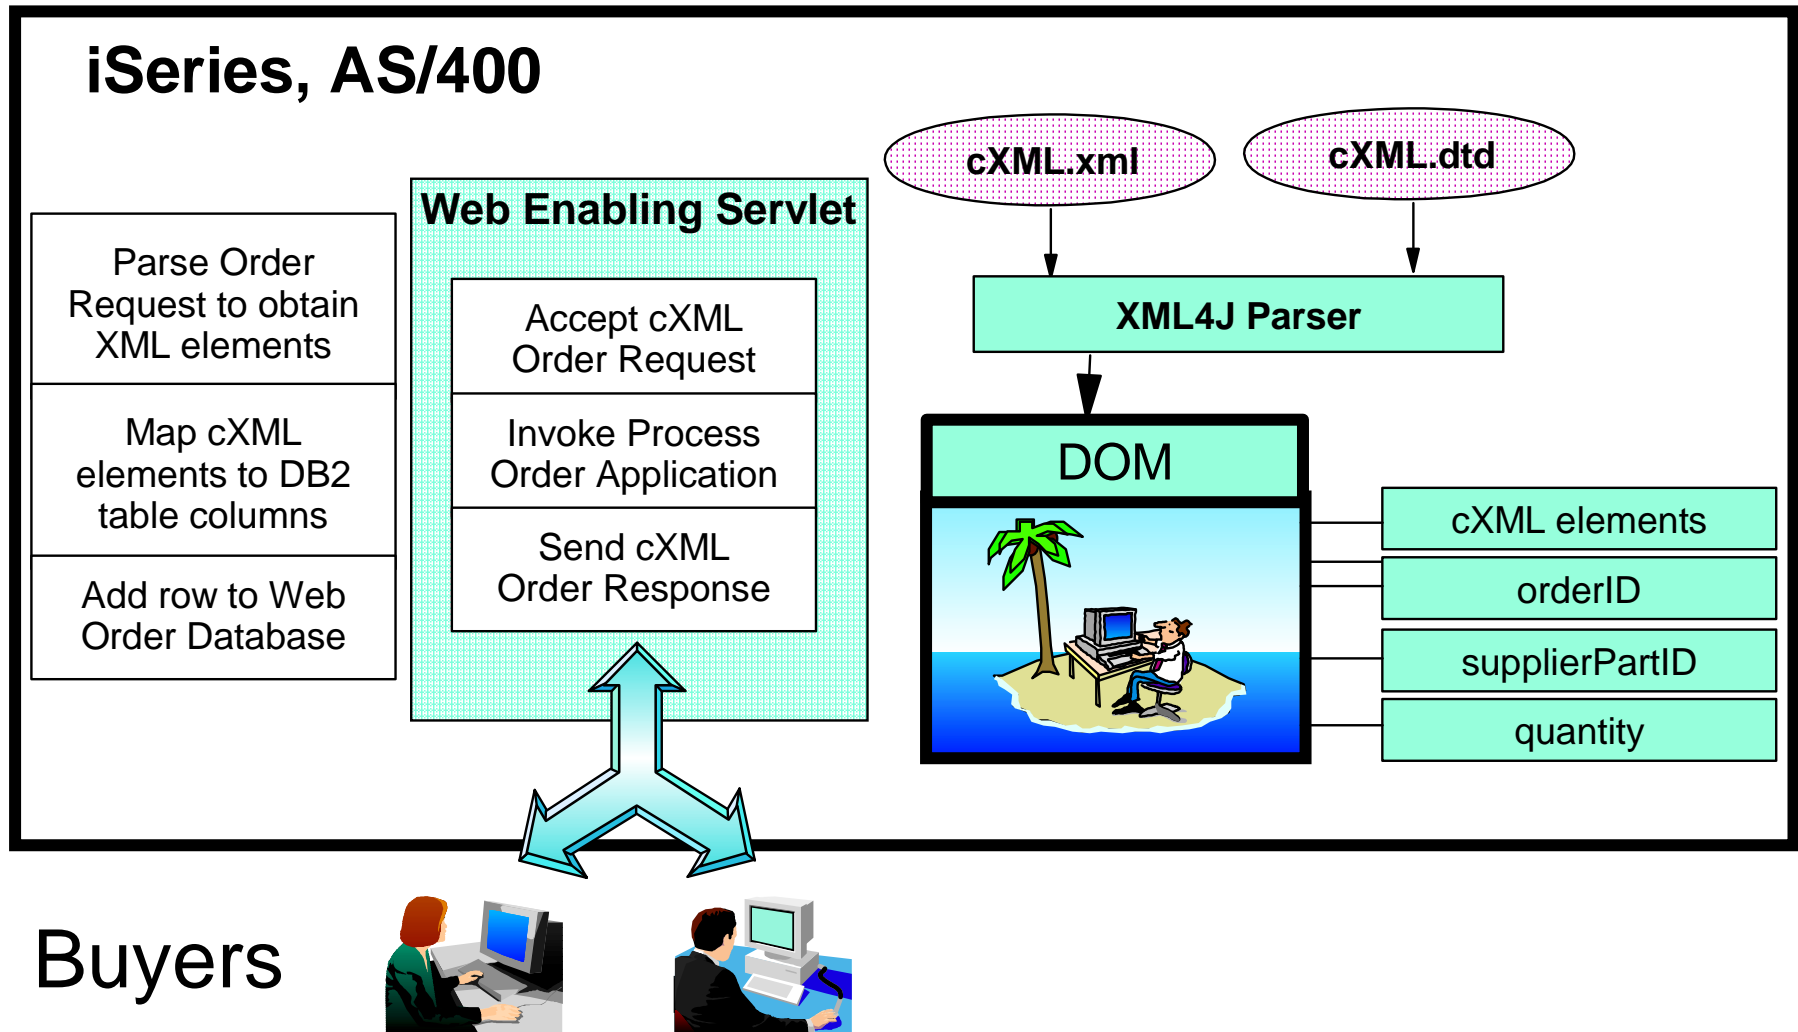 iSeries, AS/400
Parse Order
Request to obtain
XML elements
Map cXML
elements to DB2
table columns
Add row to Web
Order Database
Web Enabling Servlet
Accept cXML
Order Request
Invoke Process
Order Application
Send cXML
Order Response
cXML.xml
cXML.dtd
XML4J Parser
DOM
cXML elements
orderID
supplierPartID
quantity
Buyers